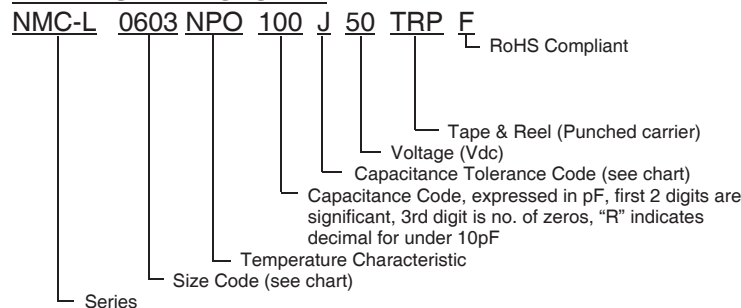 NMC-L 0603 NPO 100 J 50 TRP F
RoHS Compliant
Tape & Reel (Punched carrier)
Voltage (Vdc)
Capacitance Tolerance Code (see chart)
Capacitance Code, expressed in pF, first 2 digits are
significant, 3rd digit is no. of zeros, “R” indicates
decimal for under 10pF
Temperature Characteristic
Size Code (see chart)
Series